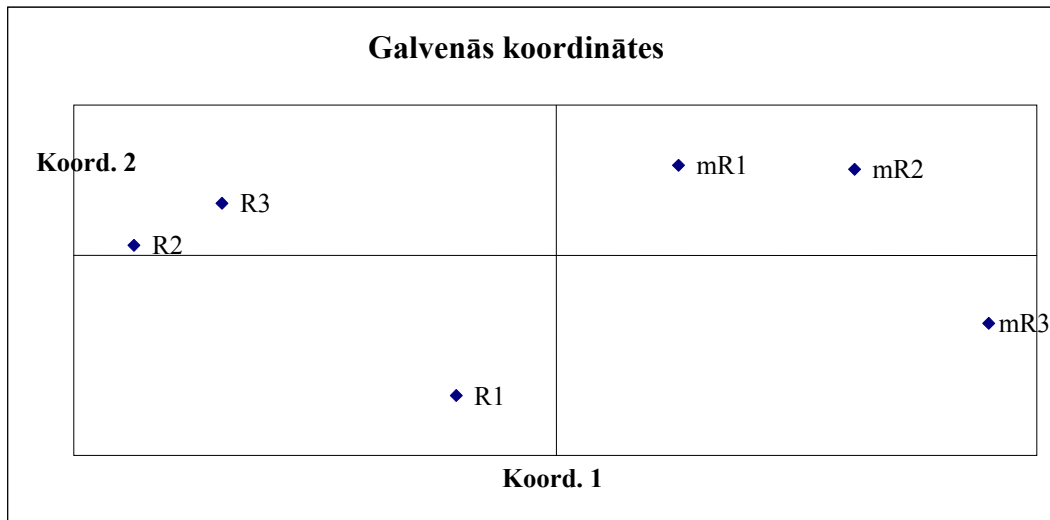 Galvenās koordinātes
Koord. 2
mR1
mR2
R3
R2
mR3
R1
Koord. 1